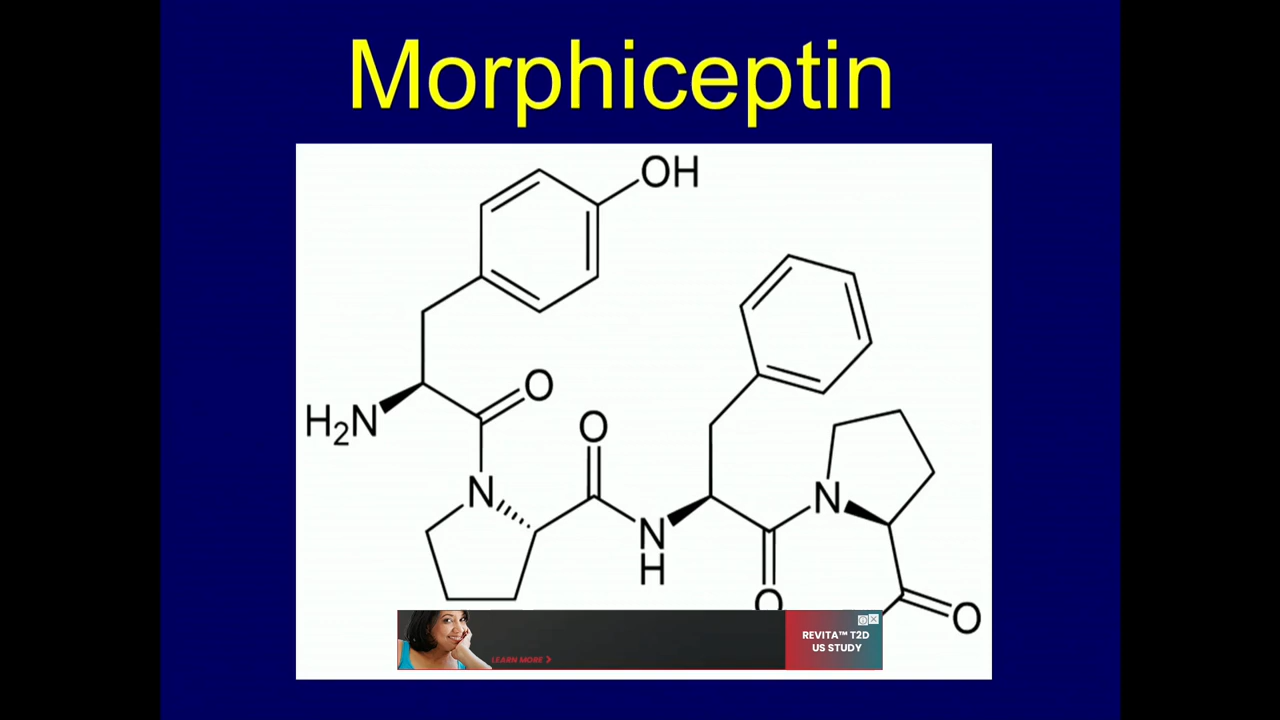 Morphiceptin
OH
O
H2N
O
N
N
N
H
O
O
LEARN MORE
REVITA™ T2D
US STUDY